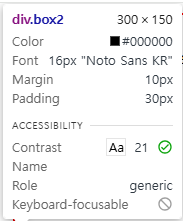 div.box2 300 × 150
Color #000000
Font 16px "Noto Sans KR"
Margin 10px
Padding 30px
ACCESSIBILITY
Contrast Aa 21
Name
Role generic
Keyboard-focusable